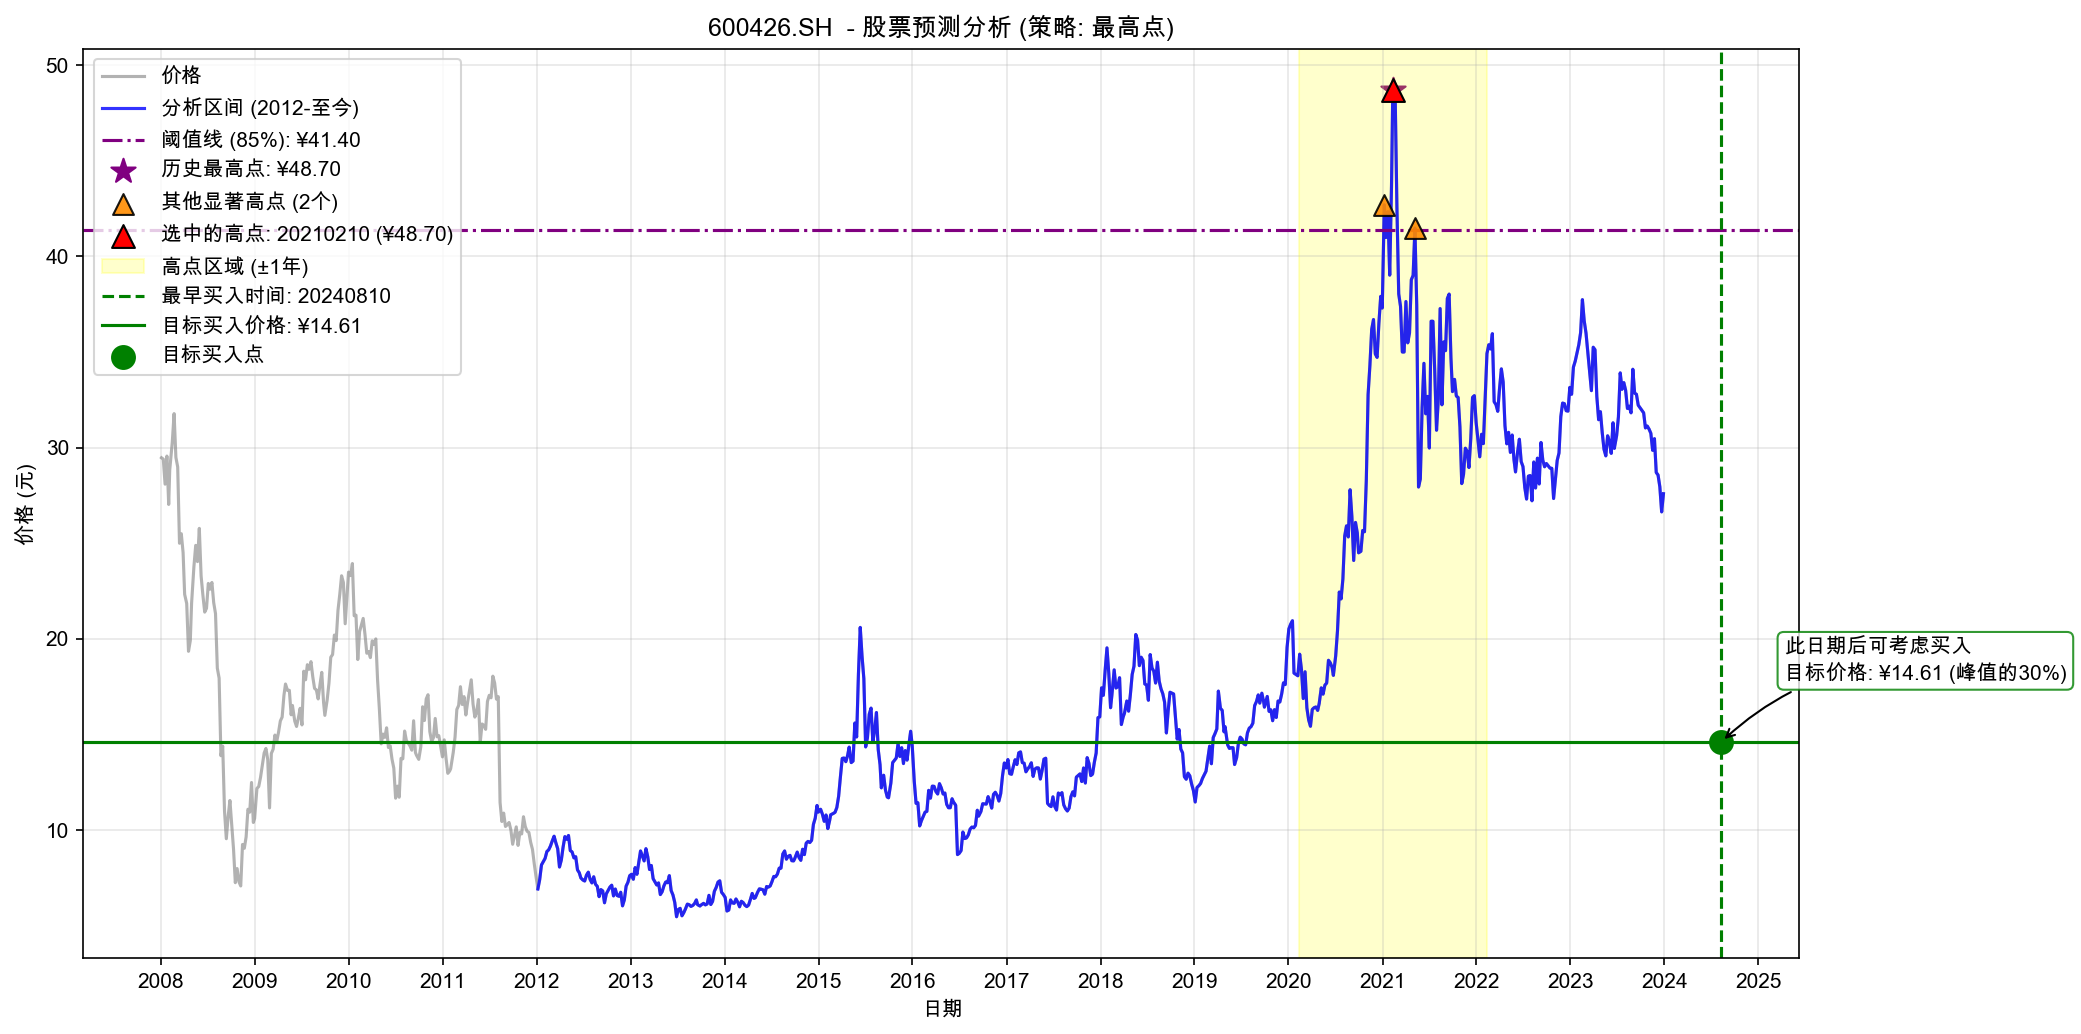 600426.SH - 股票预测分析 (策略: 最高点)
价格
分析区间 (2012-至今)
阈值线 (85%): ¥41.40
历史最高点: ¥48.70
其他显著高点 (2个)
选中的高点: 20210210 (¥48.70)
高点区域 (±1年)
最早买入时间: 20240810
目标买入价格: ¥14.61
目标买入点
50
40
30
20
10
价格 (元)
此日期后可考虑买入
目标价格: ¥14.61 (峰值的30%)
2008 2009 2010 2011 2012 2013 2014 2015 2016 2017 2018 2019 2020 2021 2022 2023 2024 2025
日期